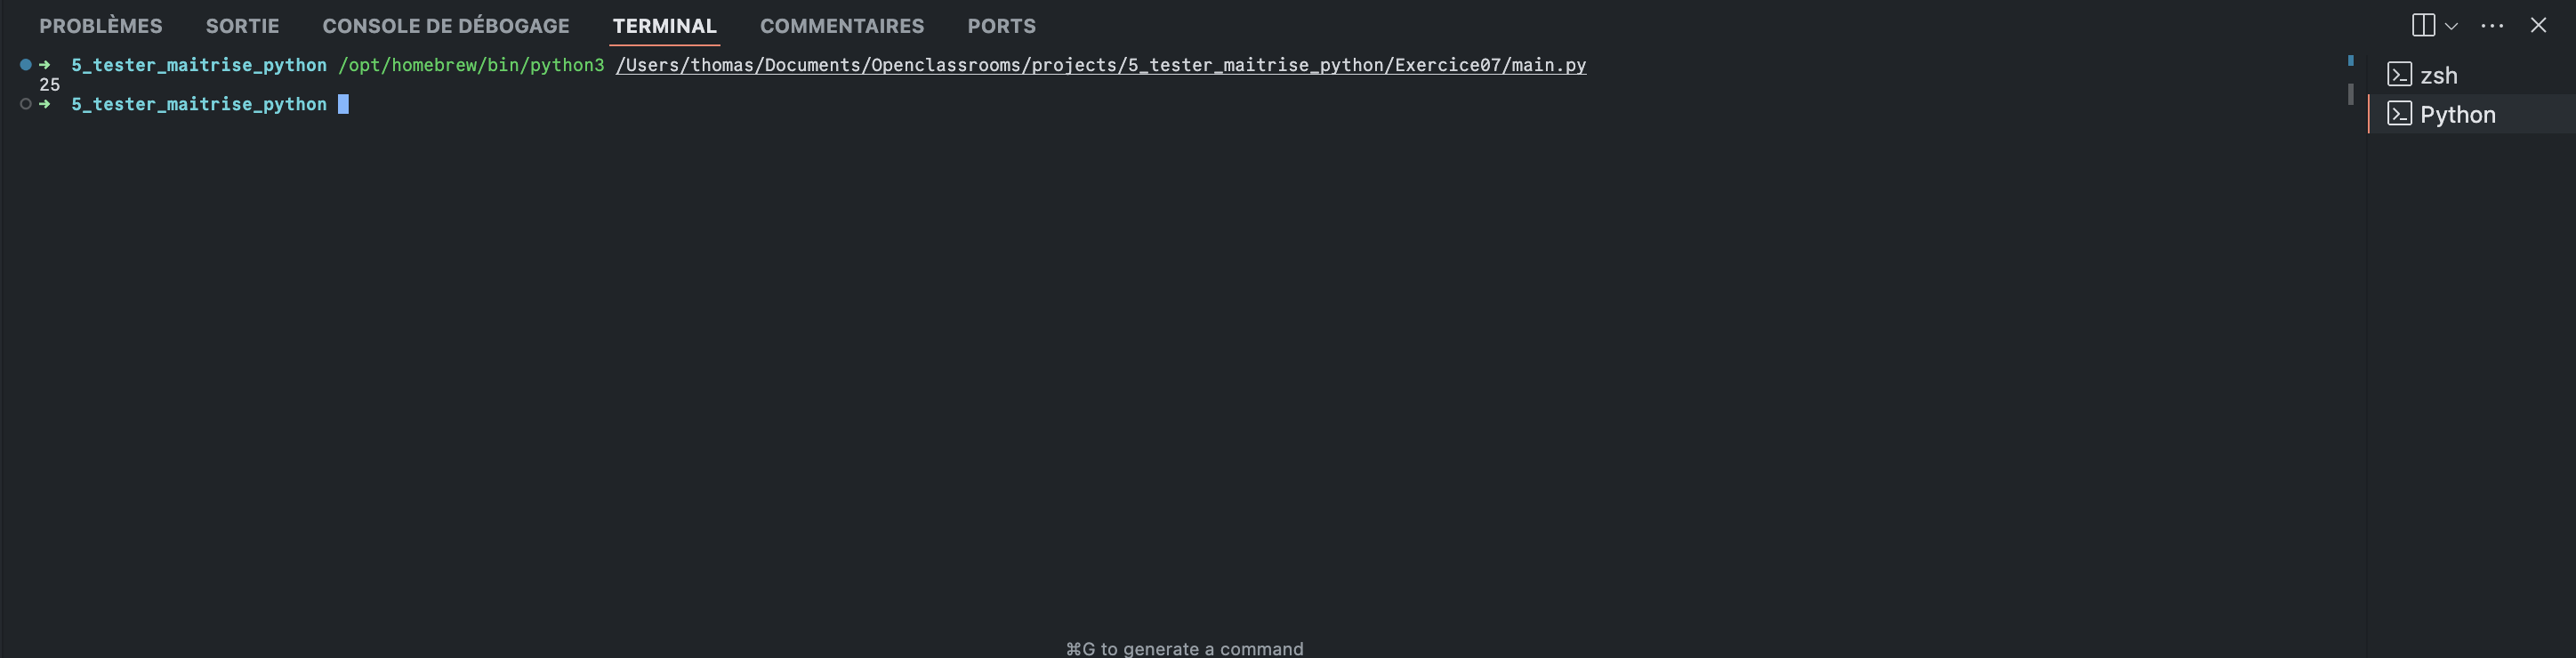 PROBLÈMES SORTIE CONSOLE DE DÉBOGAGE TERMINAL COMMENTAIRES PORTS
➜ 5_tester_maitrise_python /opt/homebrew/bin/python3 /Users/thomas/Documents/Openclassrooms/projects/5_tester_maitrise_python/Exercice07/main.py
25
➜ 5_tester_maitrise_python
zsh
Python
⌘G to generate a command